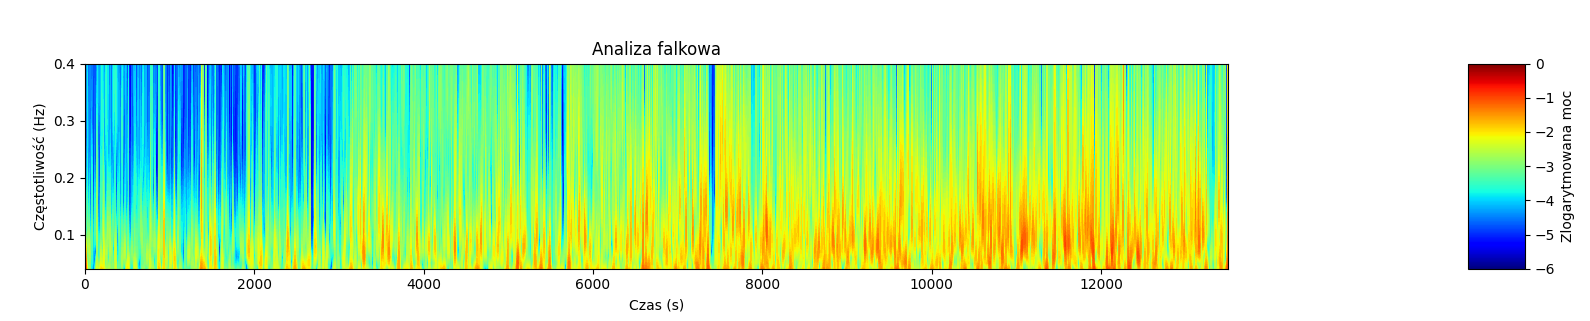 Analiza falkowa
Częstotliwość (Hz)
0.4
0.3
0.2
0.1
0 2000 4000 6000 8000 10000 12000
Czas (s)
0
−1
−2
−3
−4
−5
−6
Zlogarytmowana moc